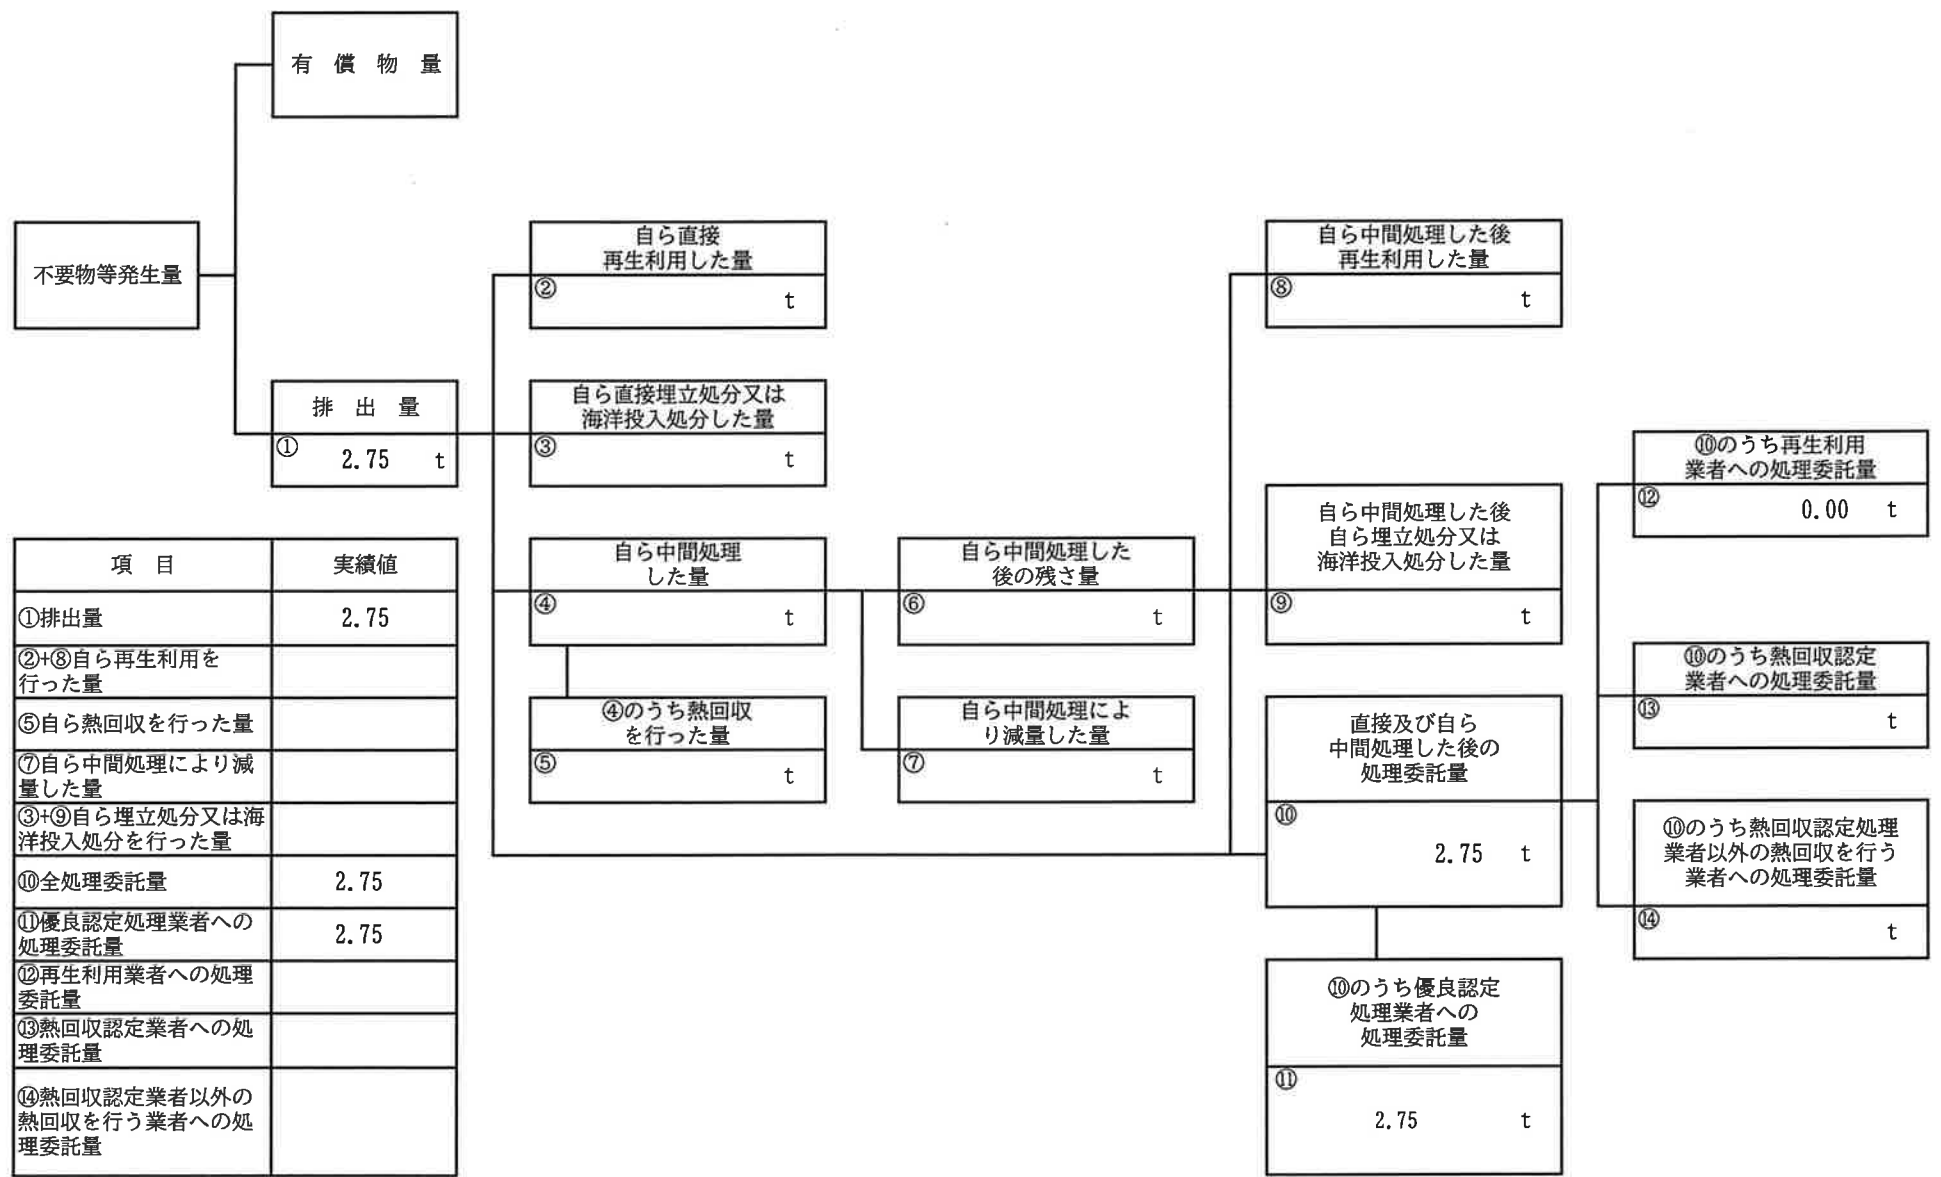 有 償 物 量
不要物等発生量
排 出 量
① 2.75 t
自ら直接
再生利用した量
② t
自ら直接埋立処分又は
海洋投入処分した量
③ t
自ら中間処理
した量
④ t
④のうち熱回収
を行った量
⑤ t
自ら中間処理した
後の残さ量
⑥ t
自ら中間処理によ
り減量した量
⑦ t
自ら中間処理した後
再生利用した量
⑧ t
自ら中間処理した後
自ら埋立処分又は
海洋投入処分した量
⑨ t
直接及び自ら
中間処理した後の
処理委託量
⑩
2.75 t
⑩のうち優良認定
処理業者への
処理委託量
⑪
2.75 t
⑩のうち再生利用
業者への処理委託量
⑫ 0.00 t
⑩のうち熱回収認定
業者への処理委託量
⑬ t
⑩のうち熱回収認定処理
業者以外の熱回収を行う
業者への処理委託量
⑭ t
項 目 実績値
①排出量 2.75
②+⑧自ら再生利用を
行った量
⑤自ら熱回収を行った量
⑦自ら中間処理により減
量した量
③+⑨自ら埋立処分又は海
洋投入処分を行った量
⑩全処理委託量 2.75
⑪優良認定処理業者への
処理委託量 2.75
⑫再生利用業者への処理
委託量
⑬熱回収認定業者への処
理委託量
⑭熱回収認定業者以外の
熱回収を行う業者への処
理委託量